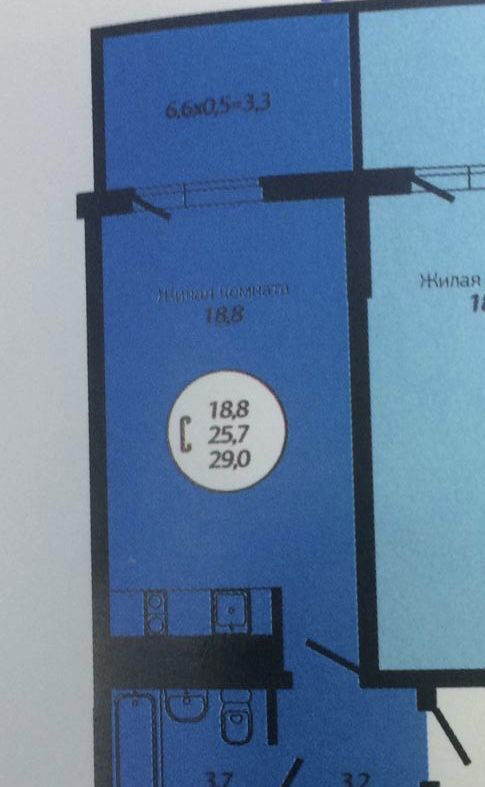 6,6х0,5=3,3
Жилая комната
18,8
Жилая
18,8
С 25,7
29,0
3,7
3,2